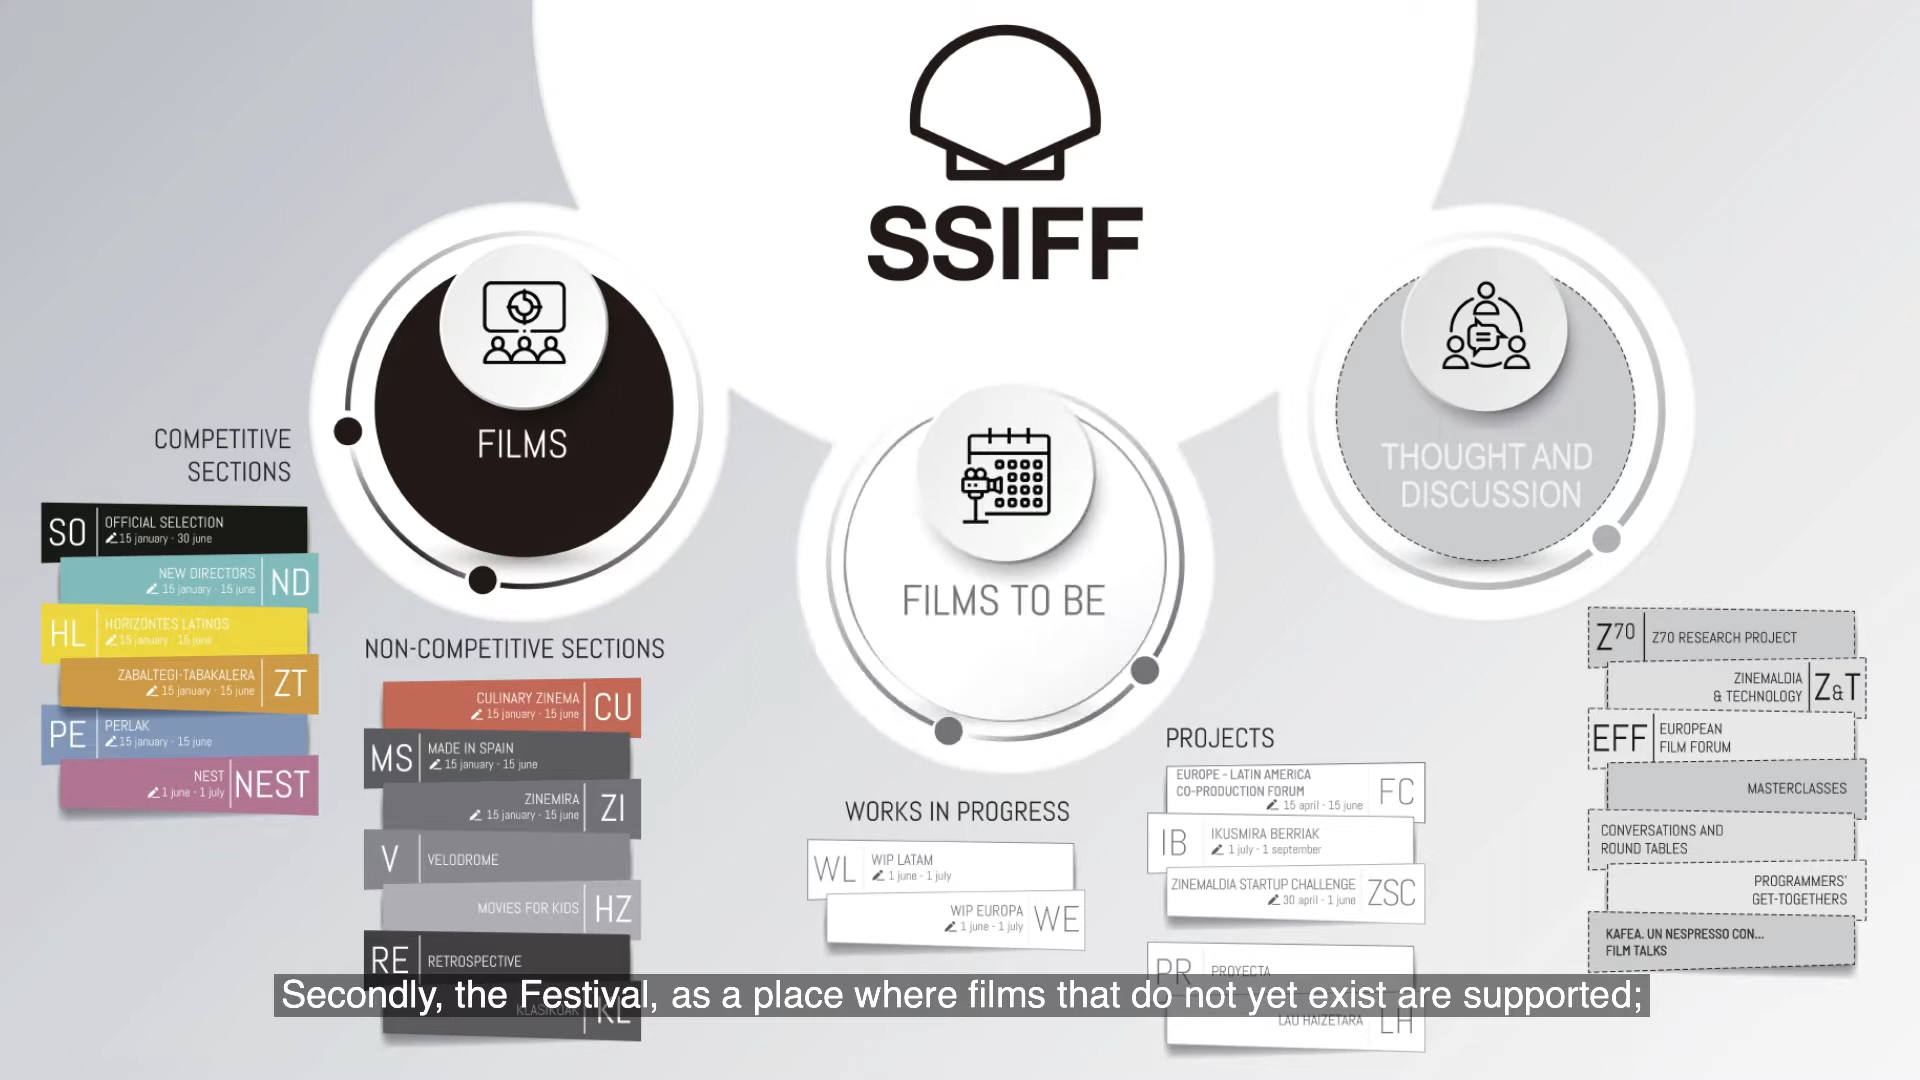 SSIFF
FILMS
COMPETITIVE
SECTIONS
SO
OFFICIAL SELECTION
15 january - 30 june
NEW DIRECTORS
15 january - 15 june
ND
HL
HORIZONTES LATINOS
15 january - 15 june
ZABALTEGI-TABAKALERA
15 january - 15 june
ZT
PE
PERLAK
15 january - 15 june
NEST
1 june - 1 july
NEST
NON-COMPETITIVE SECTIONS
CULINARY ZINEMA
15 january - 15 june
CU
MS
MADE IN SPAIN
15 january - 15 june
ZINEMIRA
15 january - 15 june
ZI
V
VELODROME
MOVIES FOR KIDS
HZ
RE
RETROSPECTIVE
KLASIKOAK
KL
FILMS TO BE
WORKS IN PROGRESS
WL
WIP LATAM
1 june - 1 july
WIP EUROPA
1 june - 1 july
WE
PROJECTS
EUROPE - LATIN AMERICA
CO-PRODUCTION FORUM
15 april - 15 june
FC
IB
IKUSMIRA BERRIAK
1 july - 1 september
ZINEMALDIA STARTUP CHALLENGE
30 april - 1 june
ZSC
PR
PROYECTA
LAU HAIZETARA
LH
THOUGHT AND
DISCUSSION
Z70
Z70 RESEARCH PROJECT
ZINEMALDIA
& TECHNOLOGY
Z&T
EFF
EUROPEAN
FILM FORUM
MASTERCLASSES
CONVERSATIONS AND
ROUND TABLES
PROGRAMMERS'
GET-TOGETHERS
KAFEA. UN NESPRESSO CON...
FILM TALKS
Secondly, the Festival, as a place where films that do not yet exist are supported;